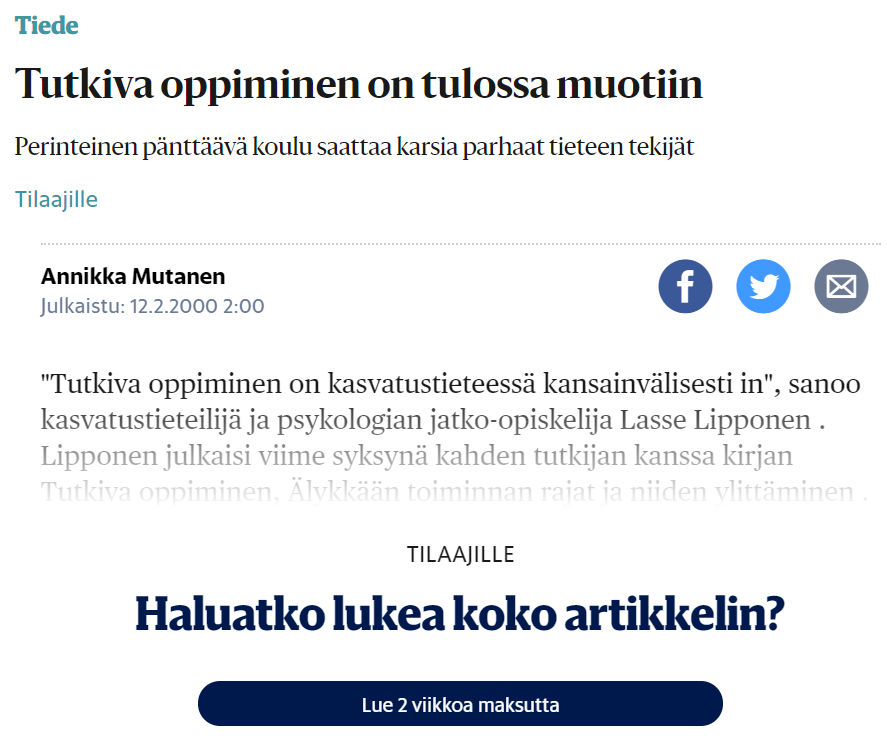 Tiede
Tutkiva oppiminen on tulossa muotiin
Perinteinen pänttäävä koulu saattaa karsia parhaat tieteen tekijät
Tilaajille
Annikka Mutanen
Julkaistu: 12.2.2000 2:00
"Tutkiva oppiminen on kasvatustieteessä kansainvälisesti in", sanoo
kasvatustieteilijä ja psykologian jatko-opiskelija Lasse Lipponen .
Lipponen julkaisi viime syksynä kahden tutkijan kanssa kirjan
Tutkiva oppiminen, Älykkään toiminnan rajat ja niiden ylittäminen .
TILAAJILLE
Haluatko lukea koko artikkelin?
Lue 2 viikkoa maksutta